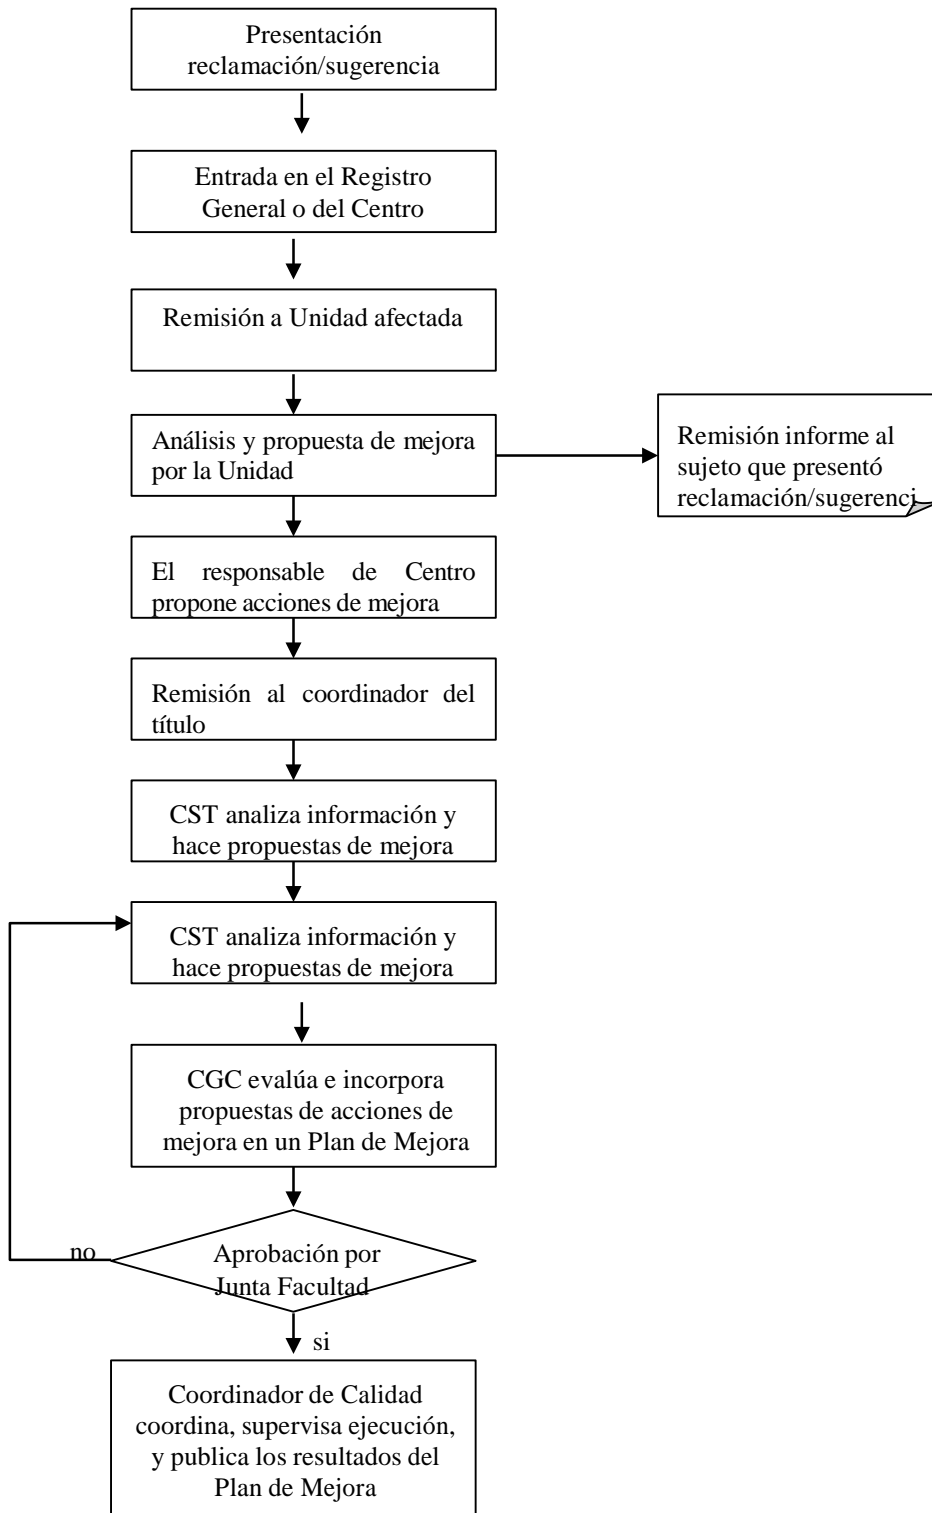 Presentación
reclamación/sugerencia
Entrada en el Registro
General o del Centro
Remisión a Unidad afectada
Análisis y propuesta de mejora
por la Unidad
Remisión informe al
sujeto que presentó
reclamación/sugerenci
El responsable de Centro
propone acciones de mejora
Remisión al coordinador del
título
CST analiza información y
hace propuestas de mejora
CST analiza información y
hace propuestas de mejora
CGC evalúa e incorpora
propuestas de acciones de
mejora en un Plan de Mejora
no
Aprobación por
Junta Facultad
si
Coordinador de Calidad
coordina, supervisa ejecución,
y publica los resultados del
Plan de Mejora